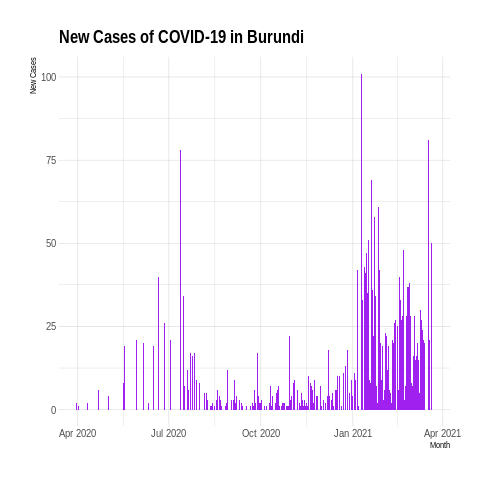 New Cases of COVID-19 in Burundi
New Cases
100
75
50
25
0
Apr 2020 Jul 2020 Oct 2020 Jan 2021 Apr 2021
Month